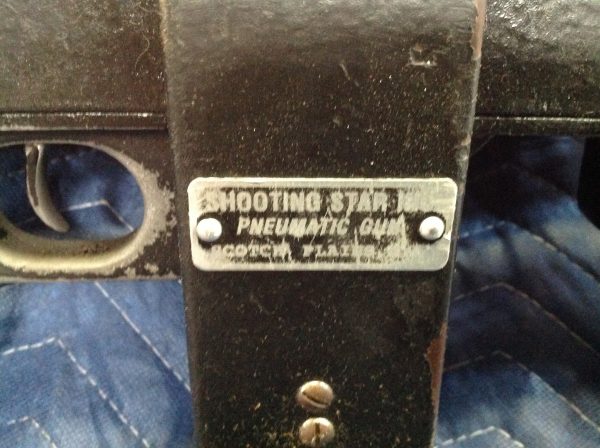 SHOOTING STAR
PNEUMATIC GUN
SCOTCH